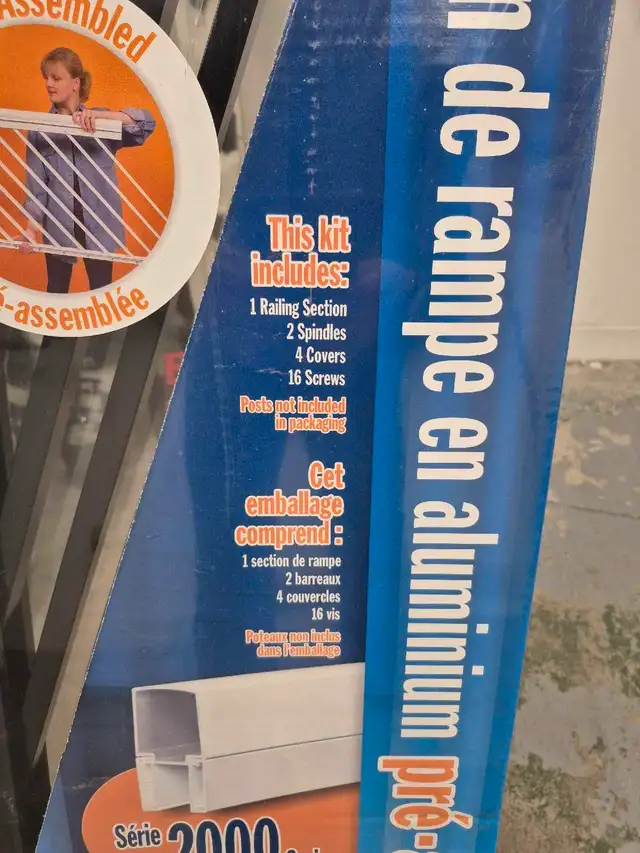 Assembled
é-assemblée
This kit
includes:
1 Railing Section
2 Spindles
4 Covers
16 Screws
Posts not included
in packaging
Cet
emballage
comprend :
1 section de rampe
2 barreaux
4 couvercles
16 vis
Poteaux non inclus
dans l'emballage
Série 2000
n de rampe en aluminium pré-